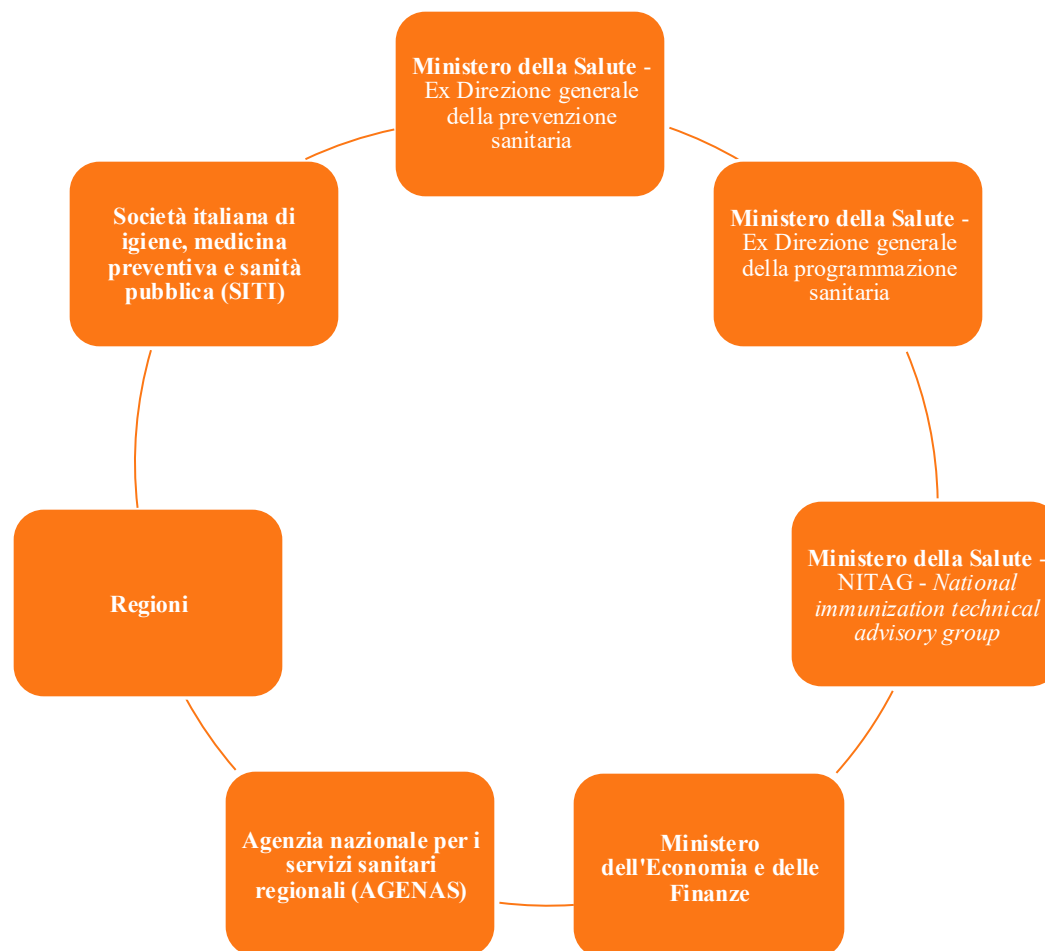 Ministero della Salute -
Ex Direzione generale
della prevenzione
sanitaria
Ministero della Salute -
Ex Direzione generale
della programmazione
sanitaria
Ministero della Salute -
NITAG - National
immunization technical
advisory group
Ministero
dell'Economia e delle
Finanze
Agenzia nazionale per i
servizi sanitari
regionali (AGENAS)
Regioni
Società italiana di
igiene, medicina
preventiva e sanità
pubblica (SITI)